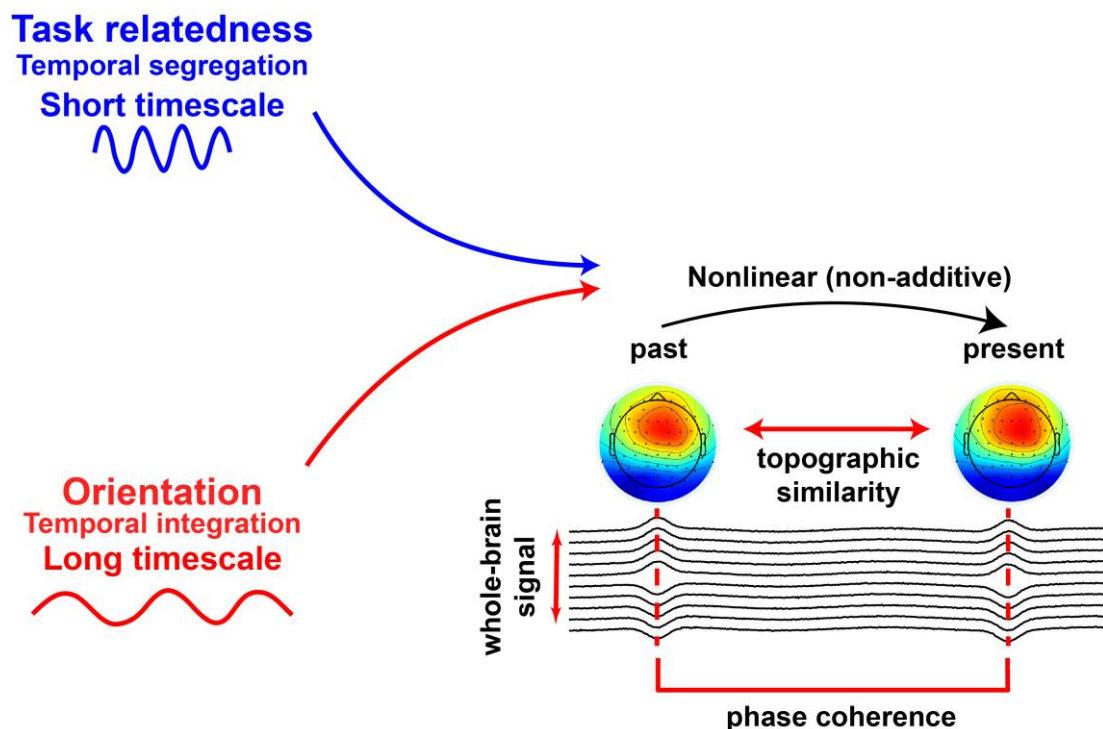 Task relatedness
Temporal segregation
Short timescale
Nonlinear (non-additive)
past
present
topographic
similarity
Orientation
Temporal integration
Long timescale
whole-brain
signal
phase coherence